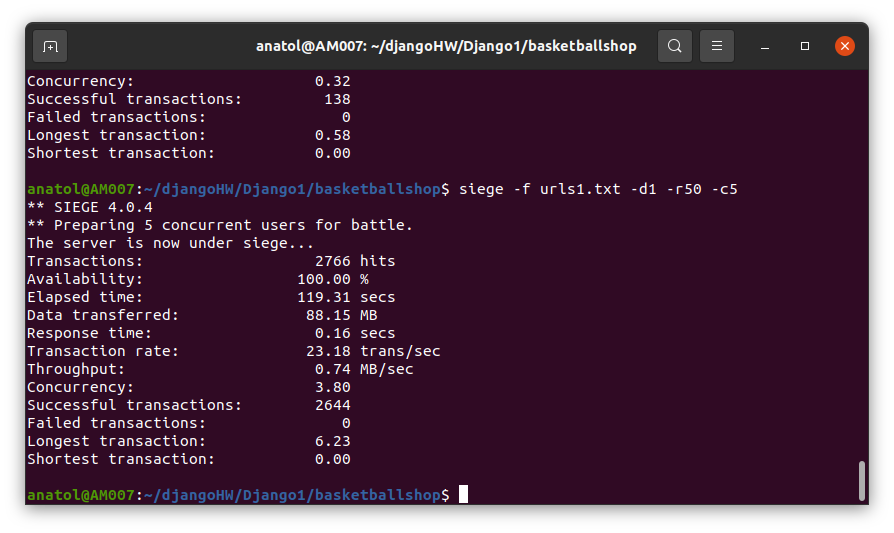 anatol@AM007: ~/djangoHW/Django1/basketballshop
Concurrency: 0.32
Successful transactions: 138
Failed transactions: 0
Longest transaction: 0.58
Shortest transaction: 0.00
anatol@AM007:~/djangoHW/Django1/basketballshop$ siege -f urls1.txt -d1 -r50 -c5
** SIEGE 4.0.4
** Preparing 5 concurrent users for battle.
The server is now under siege...
Transactions: 2766 hits
Availability: 100.00 %
Elapsed time: 119.31 secs
Data transferred: 88.15 MB
Response time: 0.16 secs
Transaction rate: 23.18 trans/sec
Throughput: 0.74 MB/sec
Concurrency: 3.80
Successful transactions: 2644
Failed transactions: 0
Longest transaction: 6.23
Shortest transaction: 0.00
anatol@AM007:~/djangoHW/Django1/basketballshop$